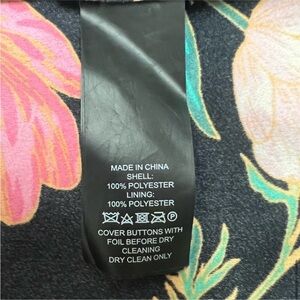 MADE IN CHINA
SHELL:
100% POLYESTER
LINING:
100% POLYESTER
P
COVER BUTTONS WITH
FOIL BEFORE DRY
CLEANING
DRY CLEAN ONLY